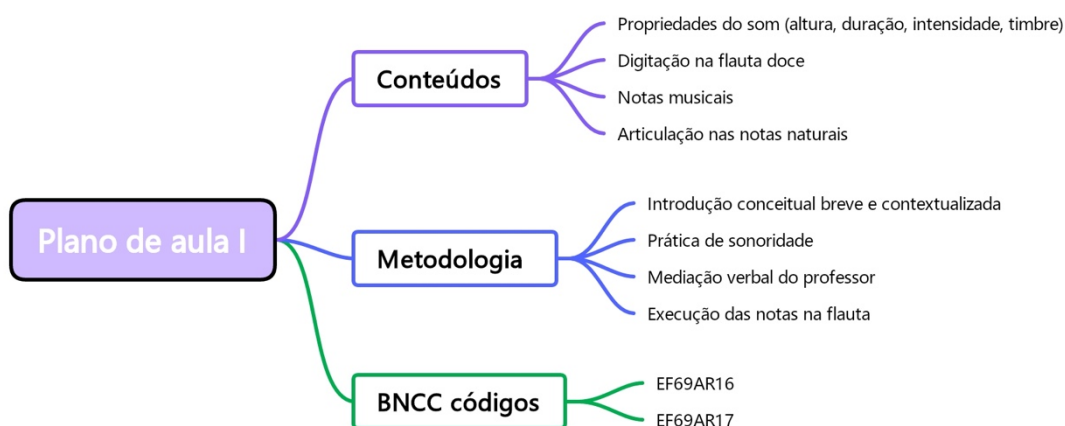 Plano de aula I
Conteúdos
Propriedades do som (altura, duração, intensidade, timbre)
Digitação na flauta doce
Notas musicais
Articulação nas notas naturais
Metodologia
Introdução conceitual breve e contextualizada
Prática de sonoridade
Mediação verbal do professor
Execução das notas na flauta
BNCC códigos
EF69AR16
EF69AR17